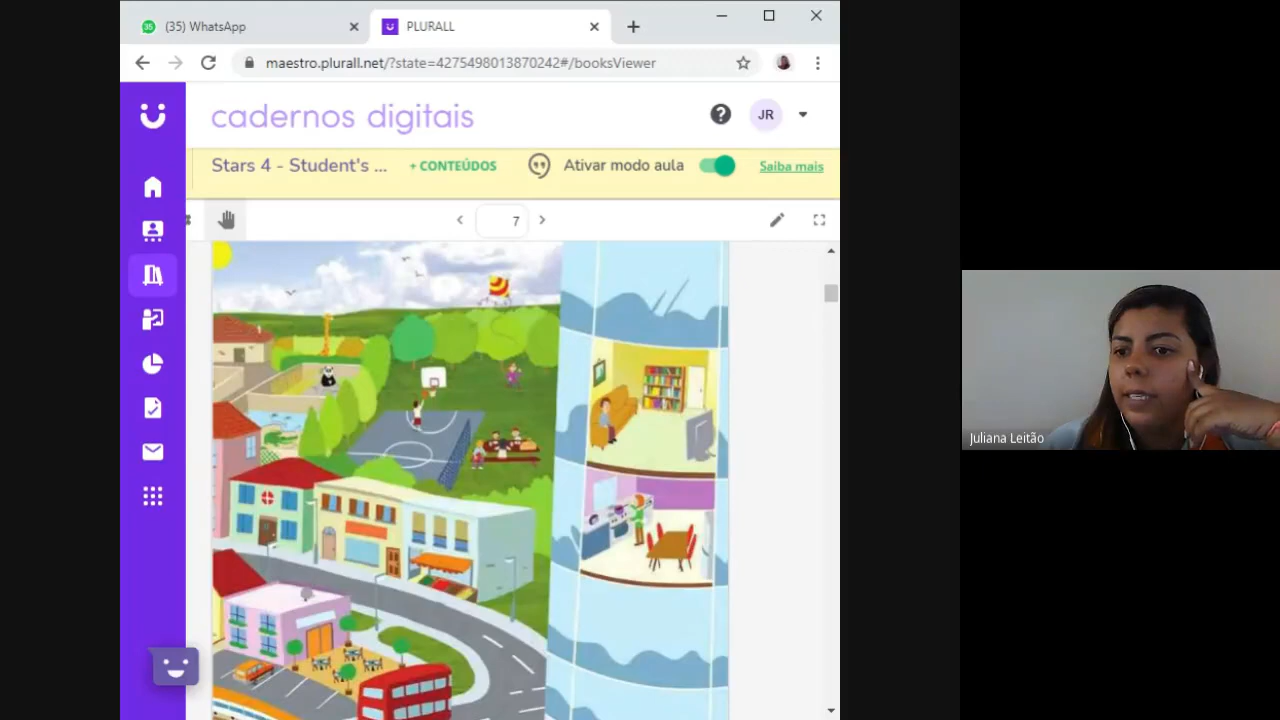 (35) WhatsApp
PLURALL
maestro.plurall.net/?state=4275498013870242#/booksViewer
cadernos digitais
JR
Stars 4 - Student's ...
+ CONTEÚDOS
Ativar modo aula
Saiba mais
7
Juliana Leitão